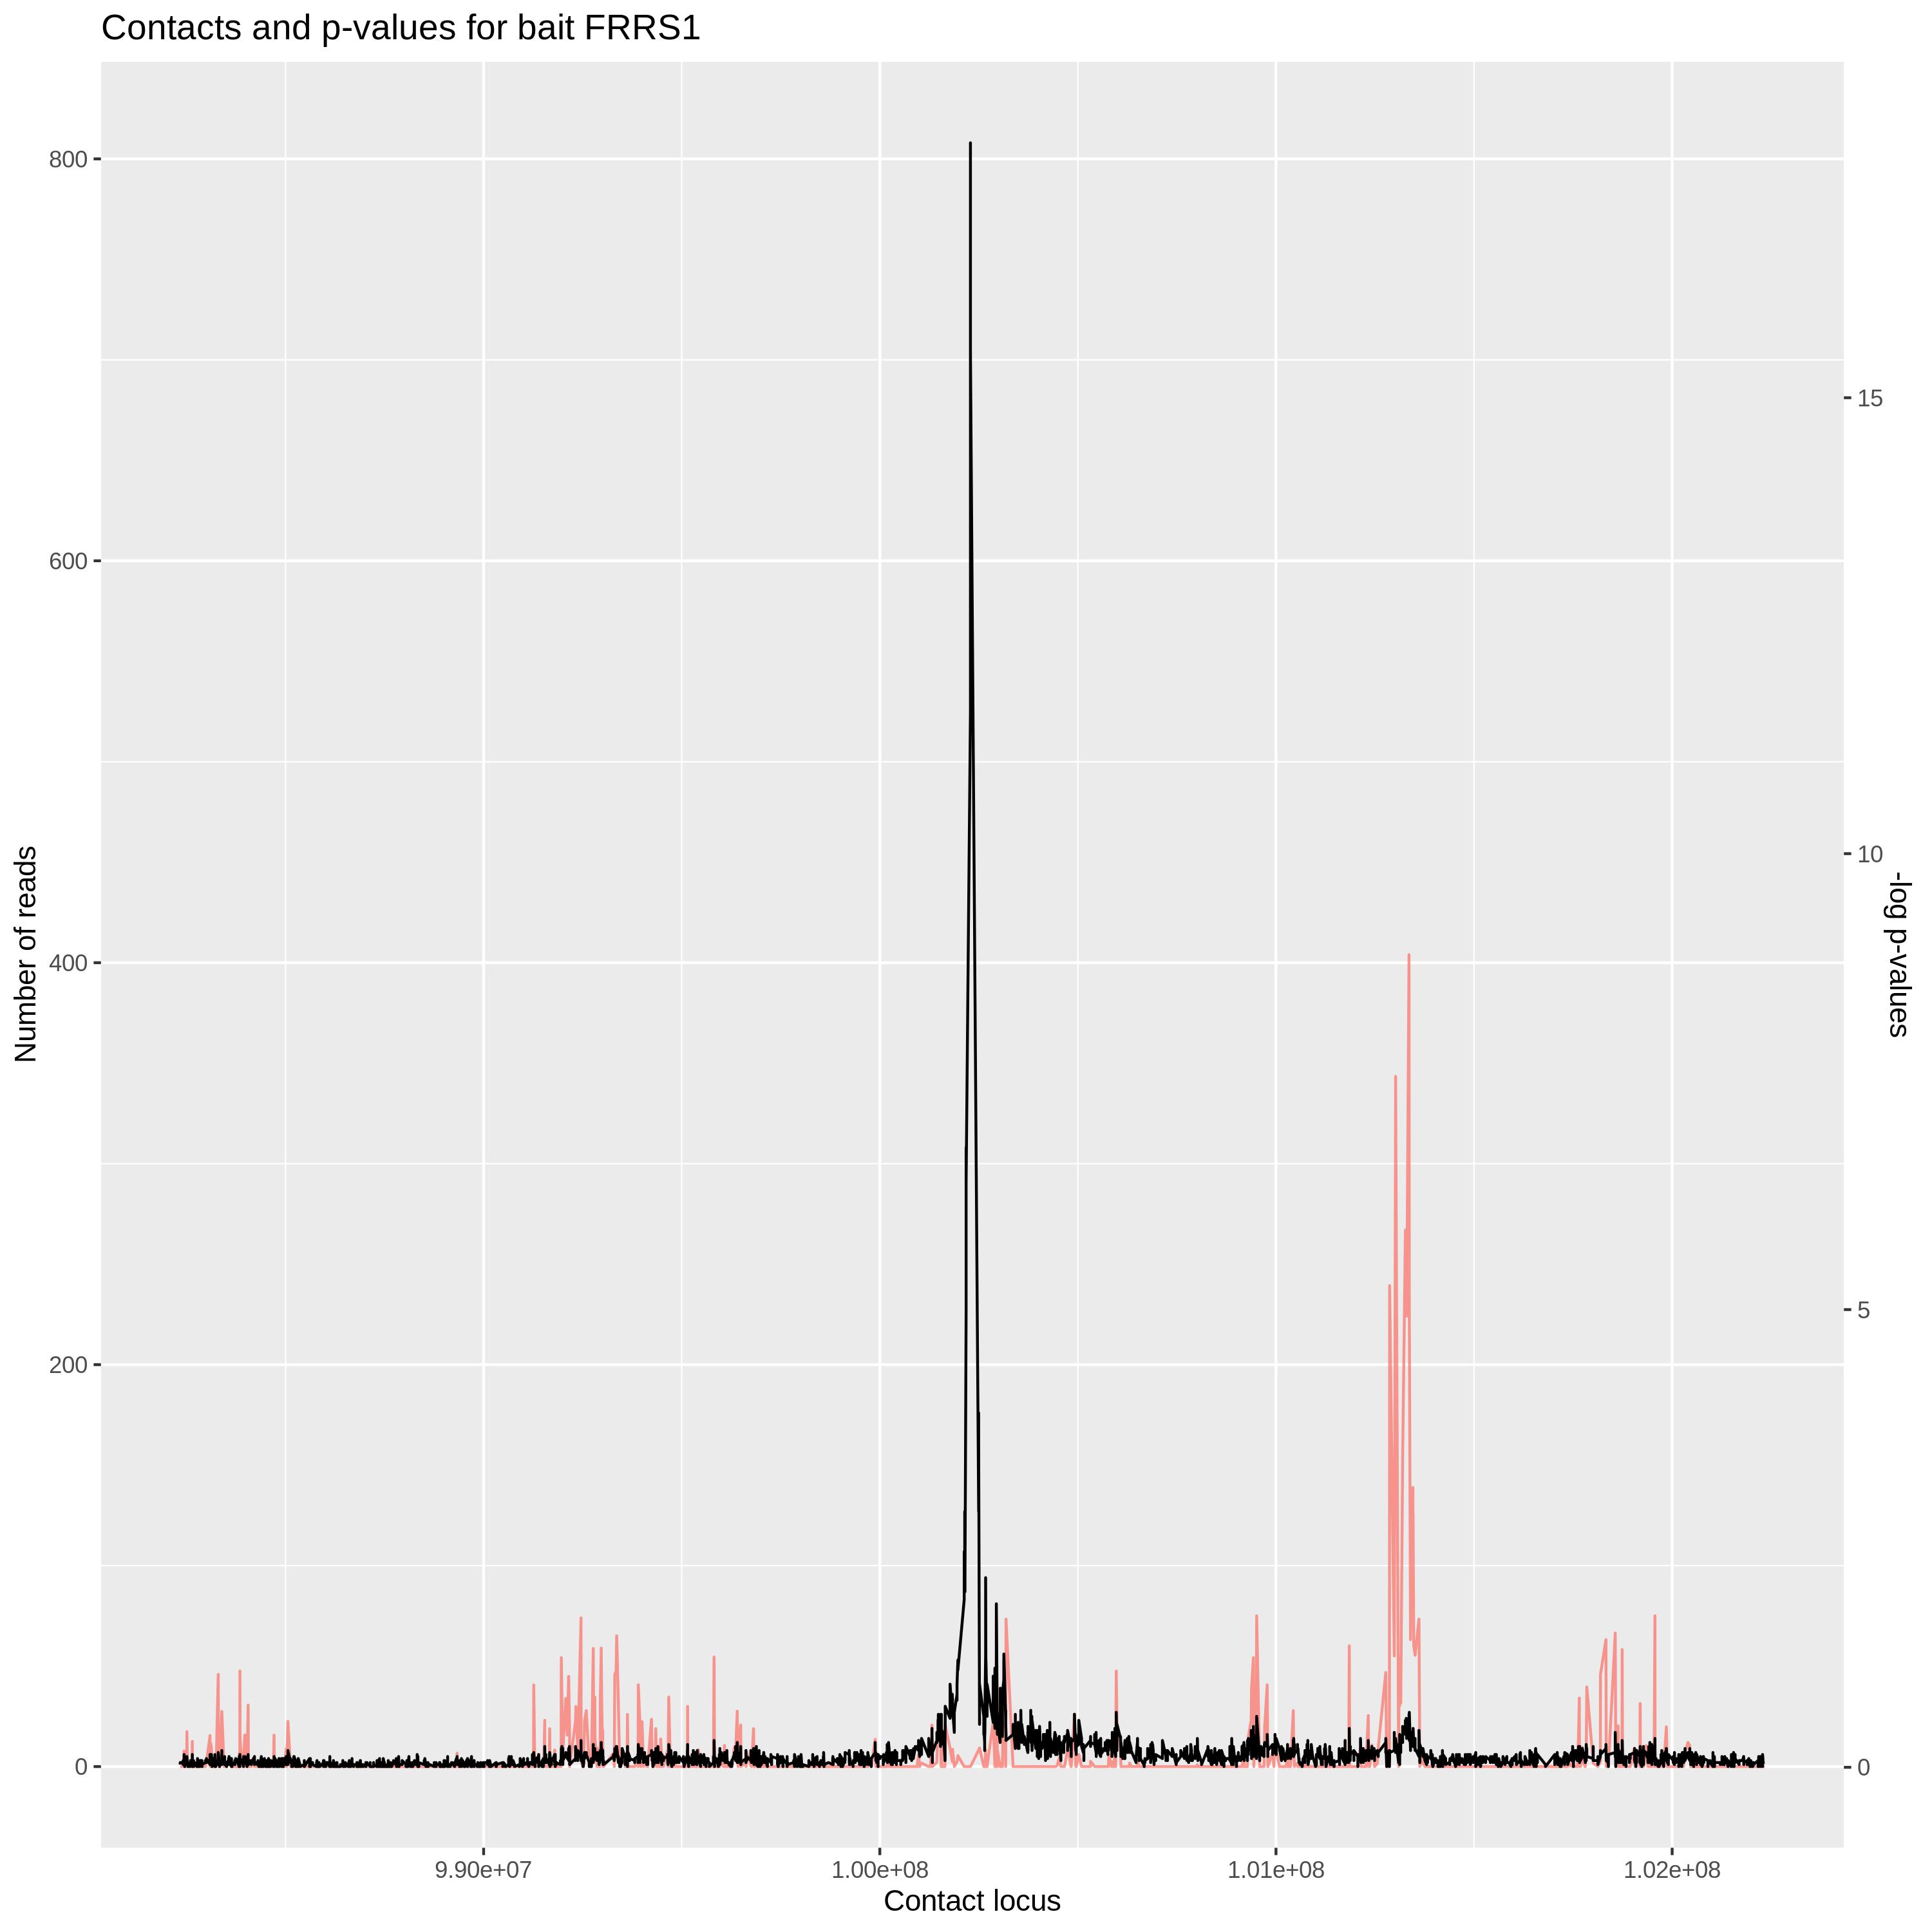 Contacts and p-values for bait FRRS1
800
600
400
200
0
Number of reads
15
10
5
0
-log p-values
9.90e+07
1.00e+08
1.01e+08
1.02e+08
Contact locus